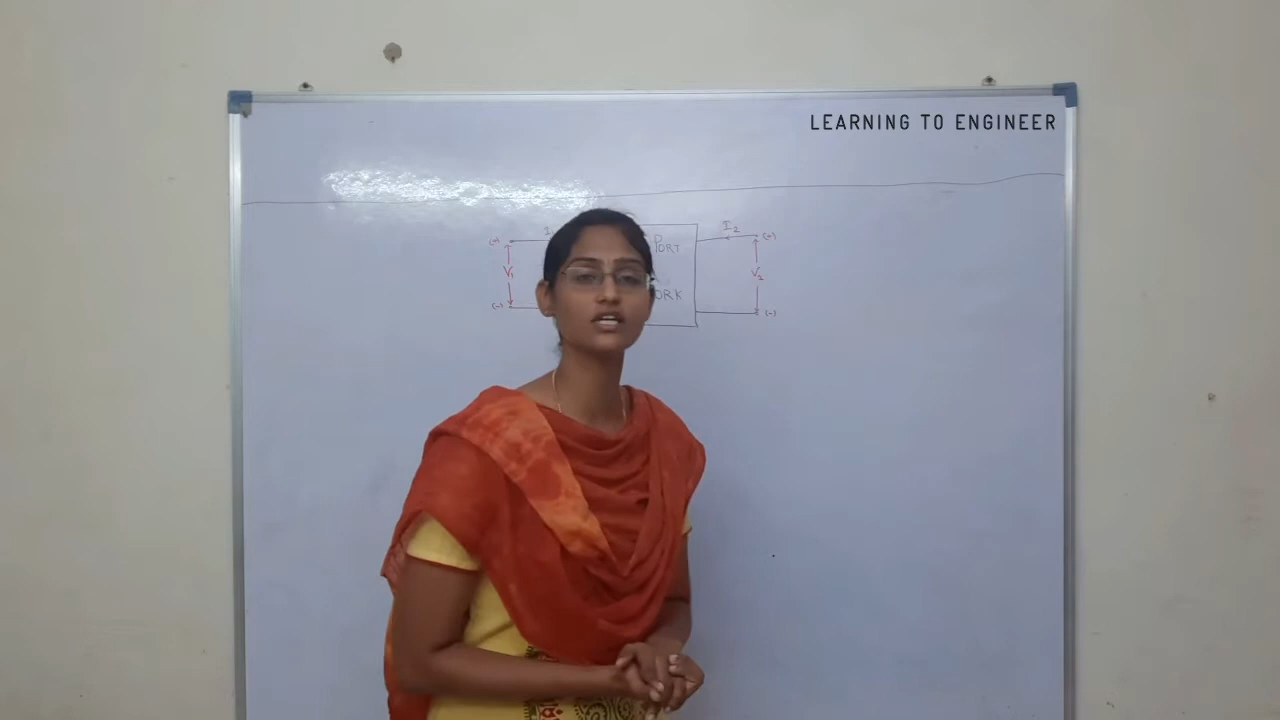 LEARNING TO ENGINEER
I2
(+) PORT (+)
V1 V2
ORK
(-) (-)